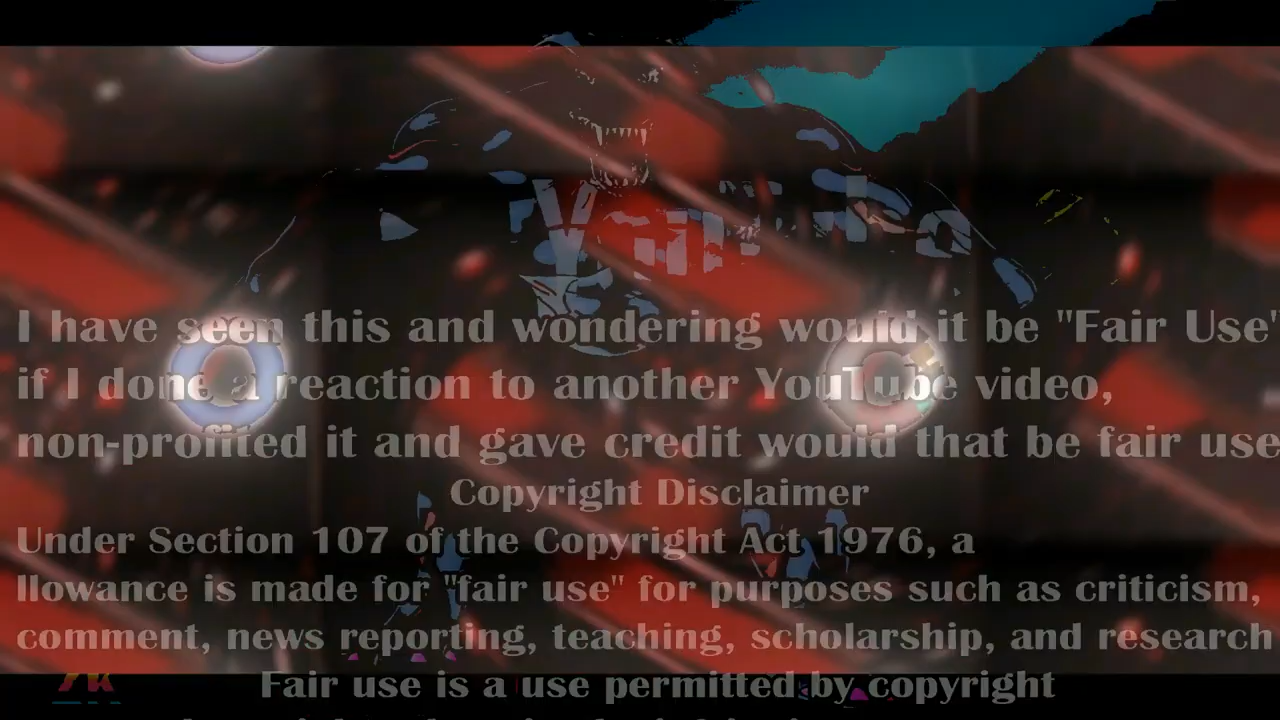 I have seen this and wondering would it be "Fair Use"
if I done a reaction to another YouTube video,
non-profited it and gave credit would that be fair use
Copyright Disclaimer
Under Section 107 of the Copyright Act 1976, a
llowance is made for "fair use" for purposes such as criticism,
comment, news reporting, teaching, scholarship, and research
Fair use is a use permitted by copyright